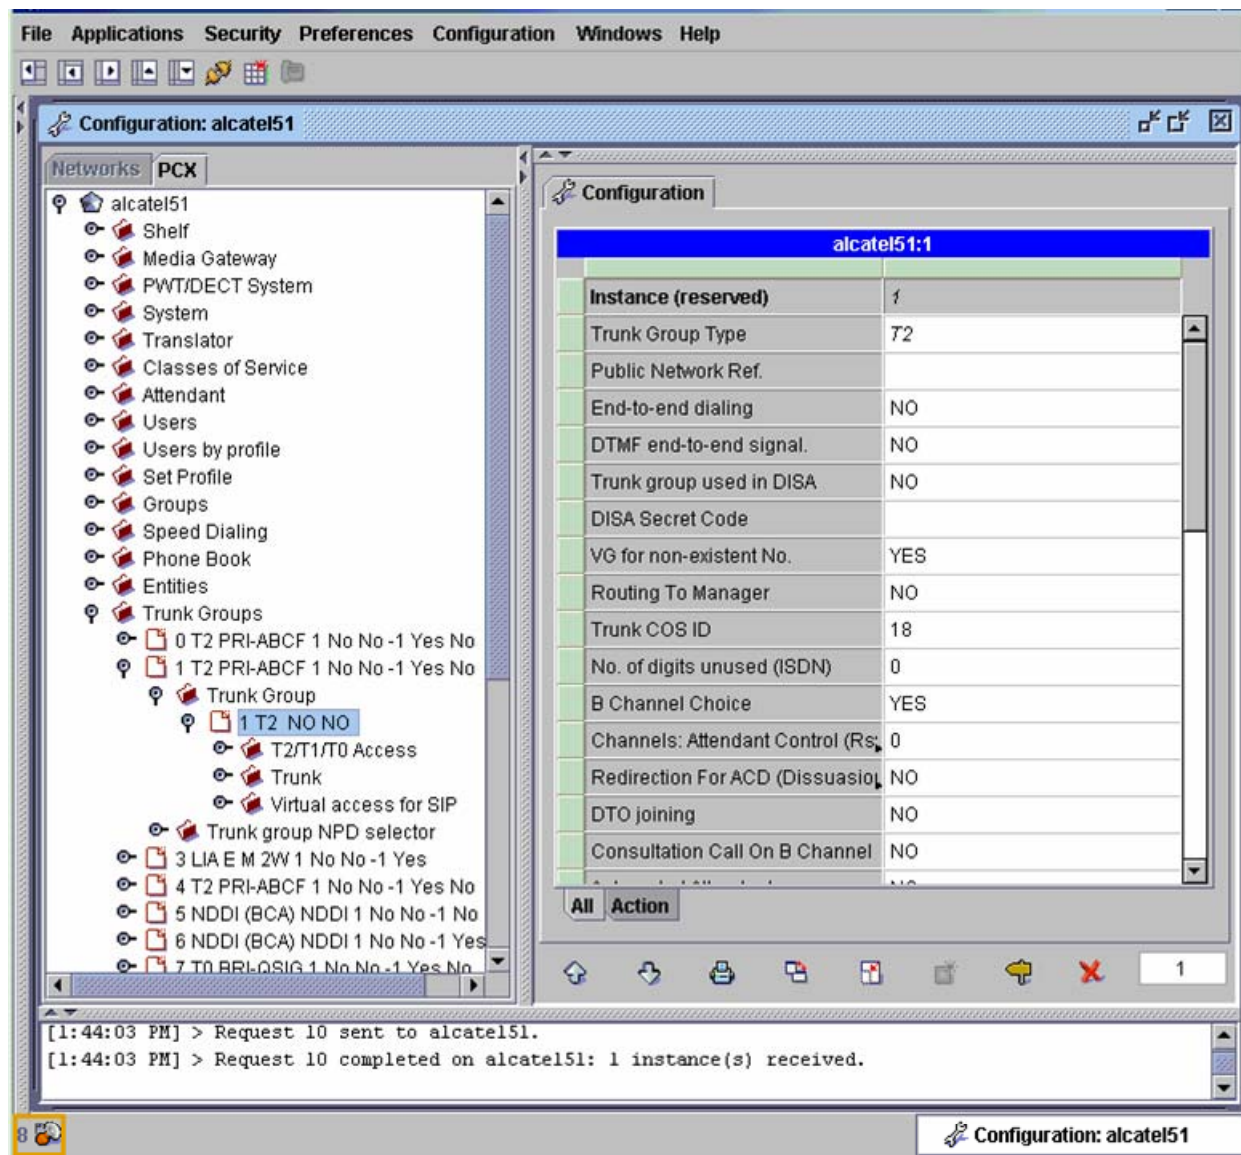 File Applications Security Preferences Configuration Windows Help
Configuration: alcatel51
Networks PCX
alcatel51
Shelf
Media Gateway
PWT/DECT System
System
Translator
Classes of Service
Attendant
Users
Users by profile
Set Profile
Groups
Speed Dialing
Phone Book
Entities
Trunk Groups
0 T2 PRI-ABCF 1 No No -1 Yes No
1 T2 PRI-ABCF 1 No No -1 Yes No
Trunk Group
1 T2 NO NO
T2/T1/T0 Access
Trunk
Virtual access for SIP
Trunk group NPD selector
3 LIA E M 2W 1 No No -1 Yes
4 T2 PRI-ABCF 1 No No -1 Yes No
5 NDDI (BCA) NDDI 1 No No -1 No
6 NDDI (BCA) NDDI 1 No No -1 Yes
7 T0 BRI-QSIG 1 No No -1 Yes No
Configuration
alcatel51:1
Instance (reserved) 1
Trunk Group Type T2
Public Network Ref.
End-to-end dialing NO
DTMF end-to-end signal. NO
Trunk group used in DISA NO
DISA Secret Code
VG for non-existent No. YES
Routing To Manager NO
Trunk COS ID 18
No. of digits unused (ISDN) 0
B Channel Choice YES
Channels: Attendant Control (Rs 0
Redirection For ACD (Dissuasio NO
DTO joining NO
Consultation Call On B Channel NO
All Action
1
[1:44:03 PM] > Request 10 sent to alcatel51.
[1:44:03 PM] > Request 10 completed on alcatel51: 1 instance(s) received.
8
Configuration: alcatel51